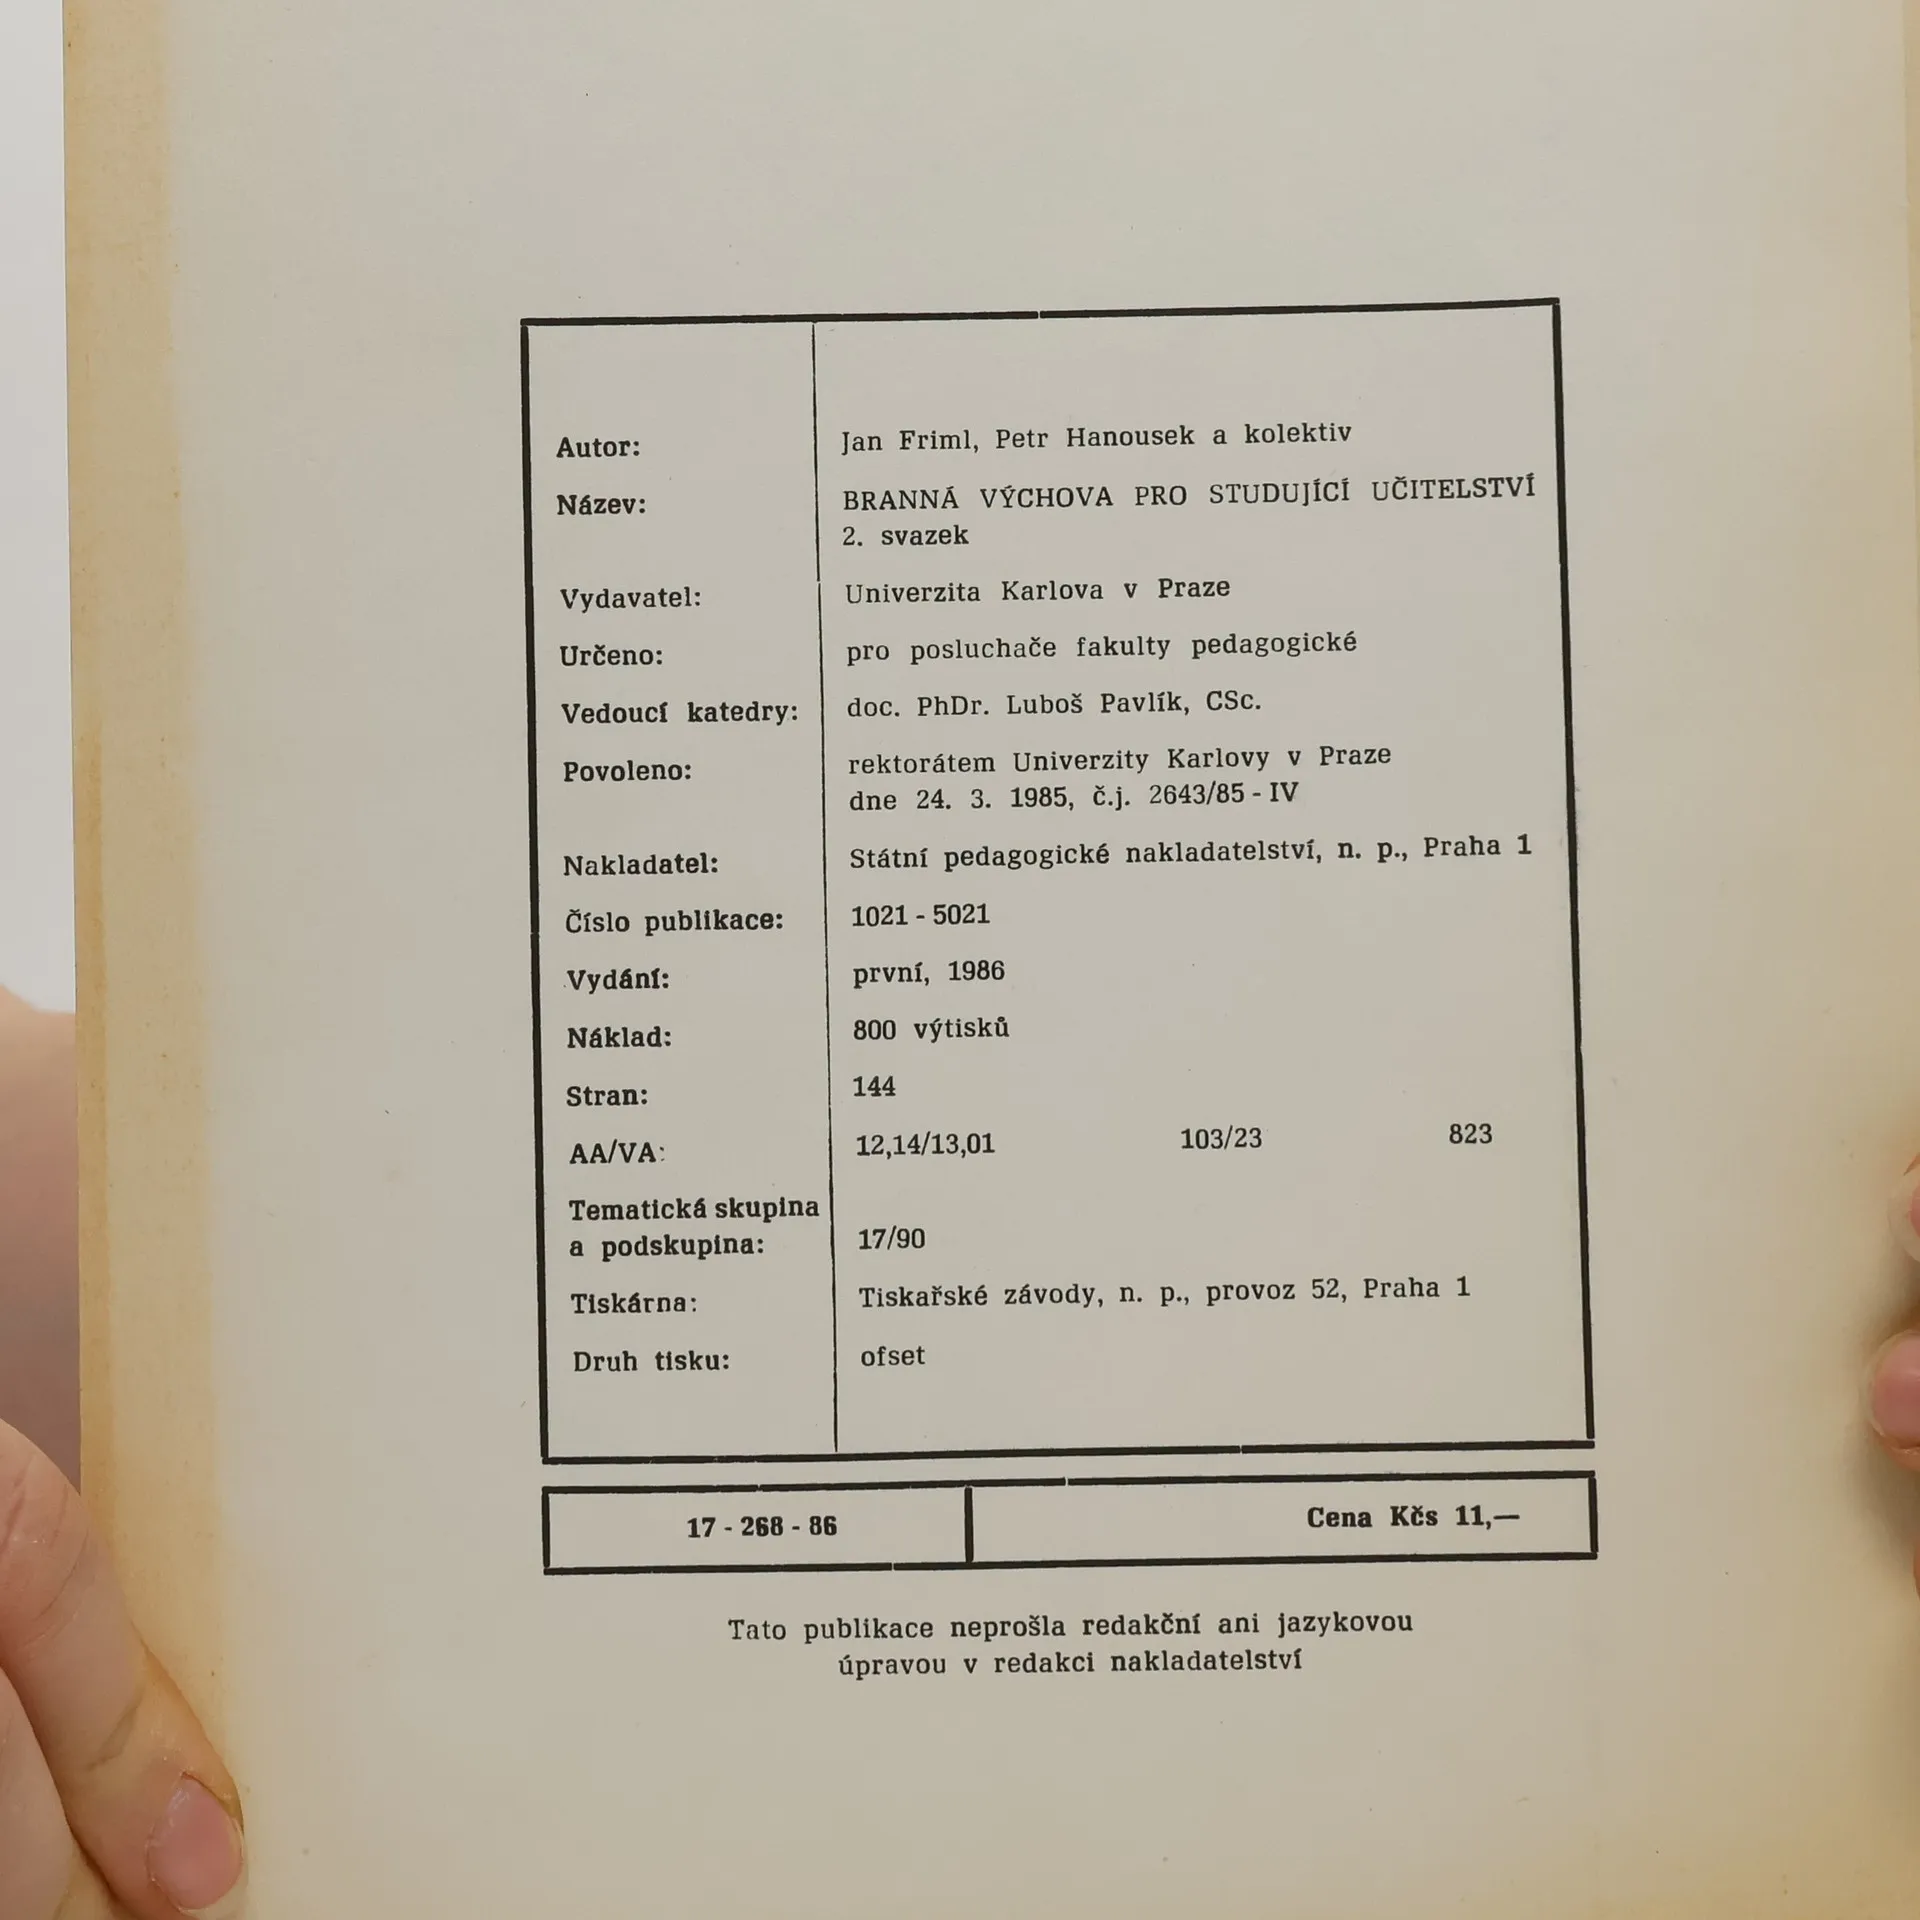 Autor: Jan Friml, Petr Hanousek a kolektiv
Název: BRANNÁ VÝCHOVA PRO STUDUJÍCÍ UČITELSTVÍ
2. svazek
Vydavatel: Univerzita Karlova v Praze
Určeno: pro posluchače fakulty pedagogické
Vedoucí katedry: doc. PhDr. Luboš Pavlík, CSc.
Povoleno: rektorátem Univerzity Karlovy v Praze
dne 24. 3. 1985, č.j. 2643/85 - IV
Nakladatel: Státní pedagogické nakladatelství, n. p., Praha 1
Číslo publikace: 1021 - 5021
Vydání: první, 1986
Náklad: 800 výtisků
Stran: 144
AA/VA: 12,14/13,01 103/23 823
Tematická skupina
a podskupina: 17/90
Tiskárna: Tiskařské závody, n. p., provoz 52, Praha 1
Druh tisku: ofset
17 - 268 - 86 Cena Kčs 11,—
Tato publikace neprošla redakční ani jazykovou
úpravou v redakci nakladatelství